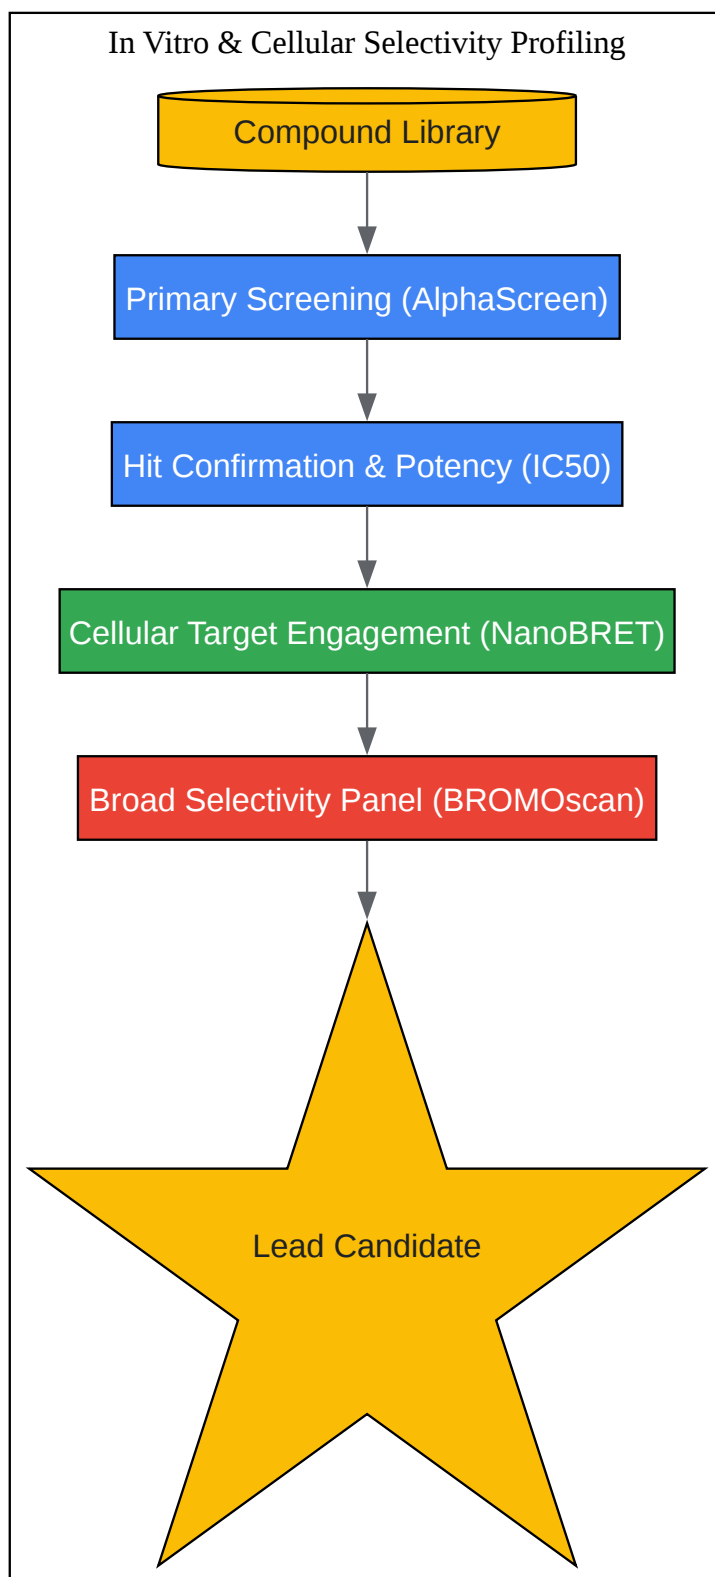 In Vitro & Cellular Selectivity Profiling
Compound Library
Primary Screening (AlphaScreen)
Hit Confirmation & Potency (IC50)
Cellular Target Engagement (NanoBRET)
Broad Selectivity Panel (BROMOscan)
Lead Candidate